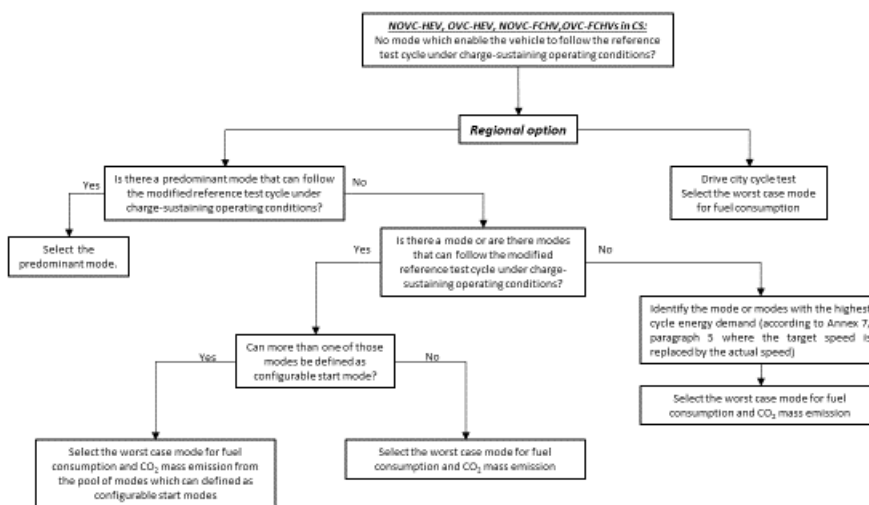 NOVC-HEV, OVC-HEV, NOVC-FCHV,OVC-FCHVs in CS:
No mode which enable the vehicle to follow the reference
test cycle under charge-sustaining operating conditions?
Regional option
Is there a predominant mode that can follow
the modified reference test cycle under
charge-sustaining operating conditions?
Yes
No
Drive city cycle test
Select the worst case mode
for fuel consumption
Select the
predominant mode.
Is there a mode or are there modes
that can follow the modified
reference test cycle under charge-
sustaining operating conditions?
Yes
No
Identify the mode or modes with the highest
cycle energy demand (according to Annex 7,
paragraph 5 where the target speed is
replaced by the actual speed)
Can more than one of those
modes be defined as
configurable start mode?
Yes
No
Select the worst case mode for fuel
consumption and CO₂ mass emission
Select the worst case mode for fuel
consumption and CO₂ mass emission from
the pool of modes which can defined as
configurable start modes
Select the worst case mode for fuel
consumption and CO₂ mass emission